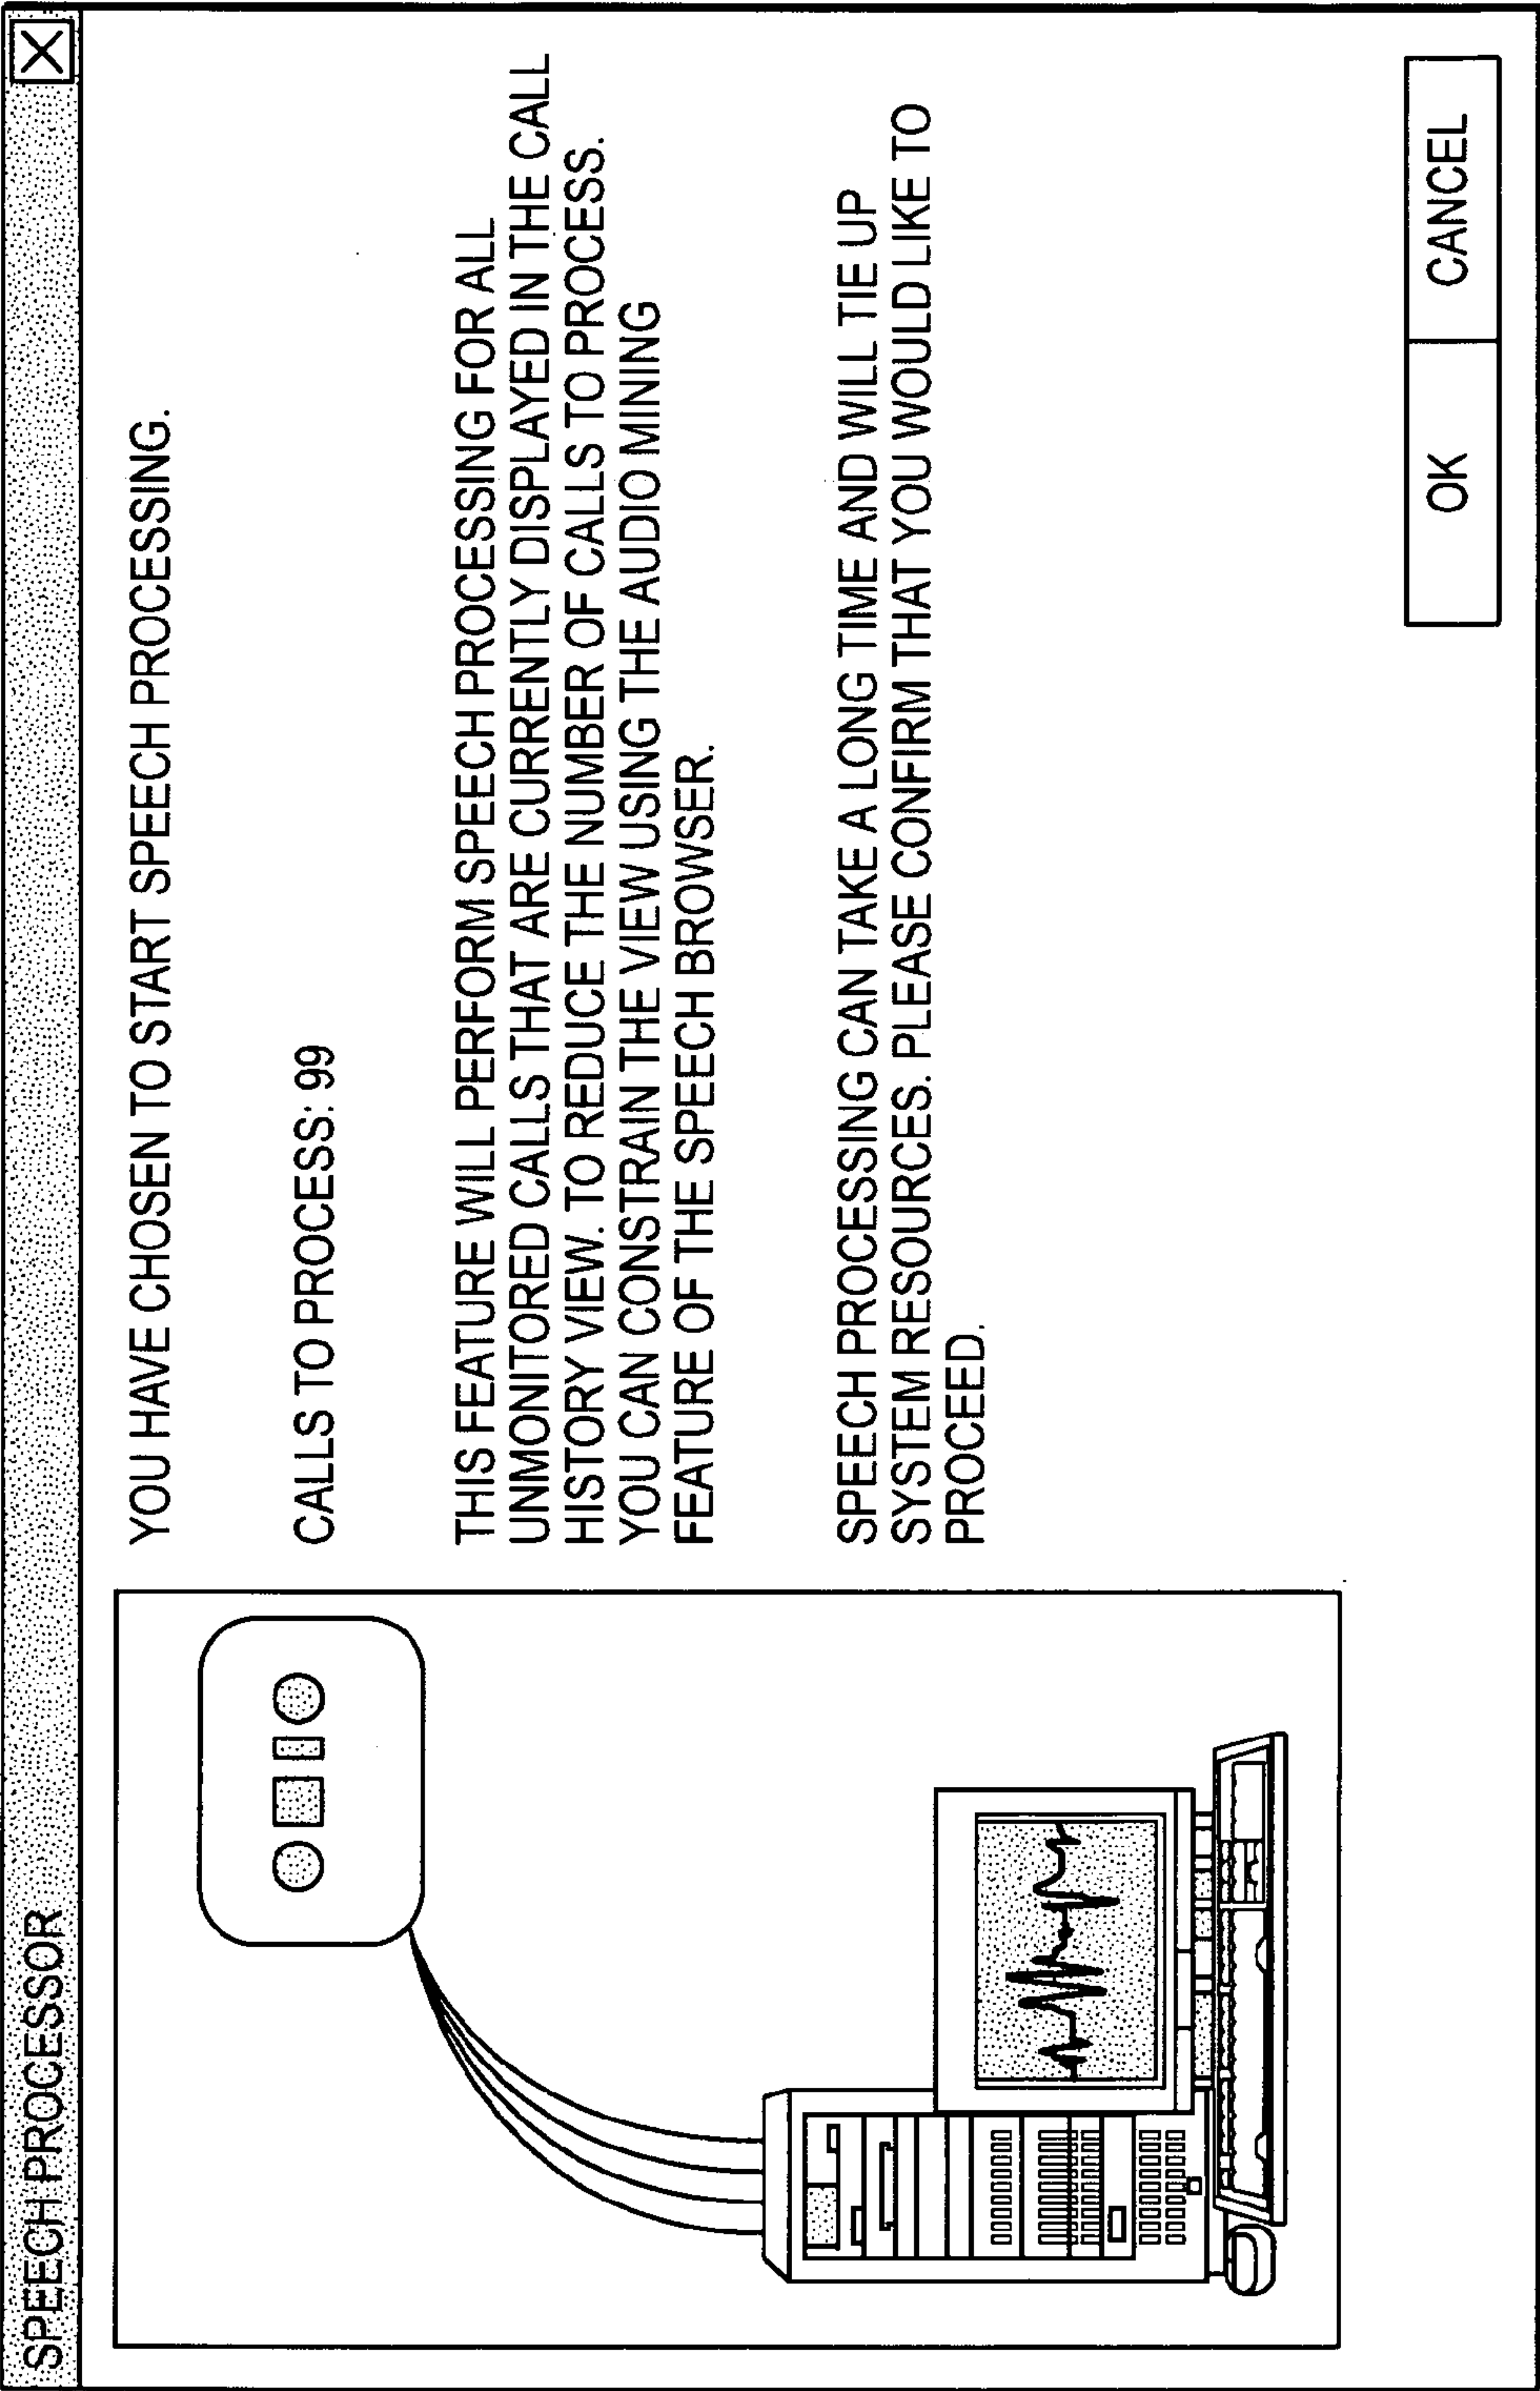 SPEECH PROCESSOR
YOU HAVE CHOSEN TO START SPEECH PROCESSING.
CALLS TO PROCESS: 99
THIS FEATURE WILL PERFORM SPEECH PROCESSING FOR ALL
UNMONITORED CALLS THAT ARE CURRENTLY DISPLAYED IN THE CALL
HISTORY VIEW. TO REDUCE THE NUMBER OF CALLS TO PROCESS.
YOU CAN CONSTRAIN THE VIEW USING THE AUDIO MINING
FEATURE OF THE SPEECH BROWSER.
SPEECH PROCESSING CAN TAKE A LONG TIME AND WILL TIE UP
SYSTEM RESOURCES. PLEASE CONFIRM THAT YOU WOULD LIKE TO
PROCEED.
OK
CANCEL